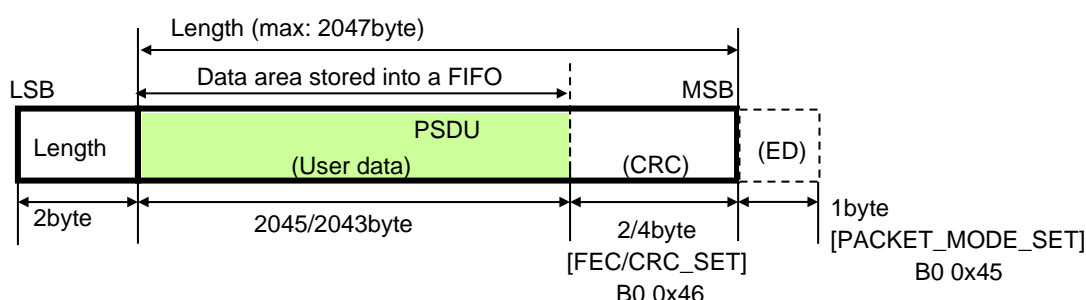 Length (max: 2047byte)
Data area stored into a FIFO
LSB
MSB
Length
PSDU
(User data)
(CRC)
(ED)
2byte
2045/2043byte
2/4byte
[FEC/CRC_SET]
B0 0x46
1byte
[PACKET_MODE_SET]
B0 0x45